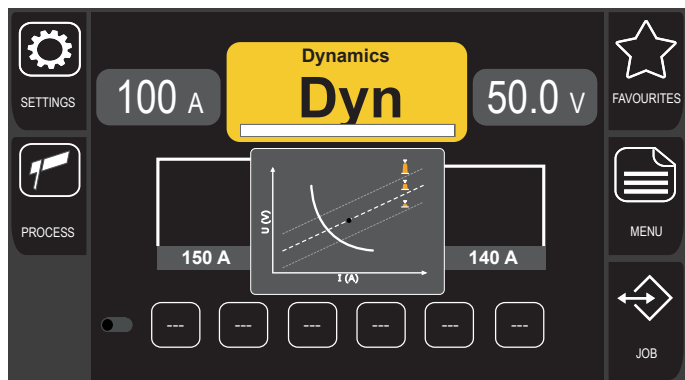 SETTINGS
PROCESS
100 A
Dynamics
Dyn
50.0 V
U (V)
I (A)
150 A
140 A
---
---
---
---
---
---
FAVOURITES
MENU
JOB